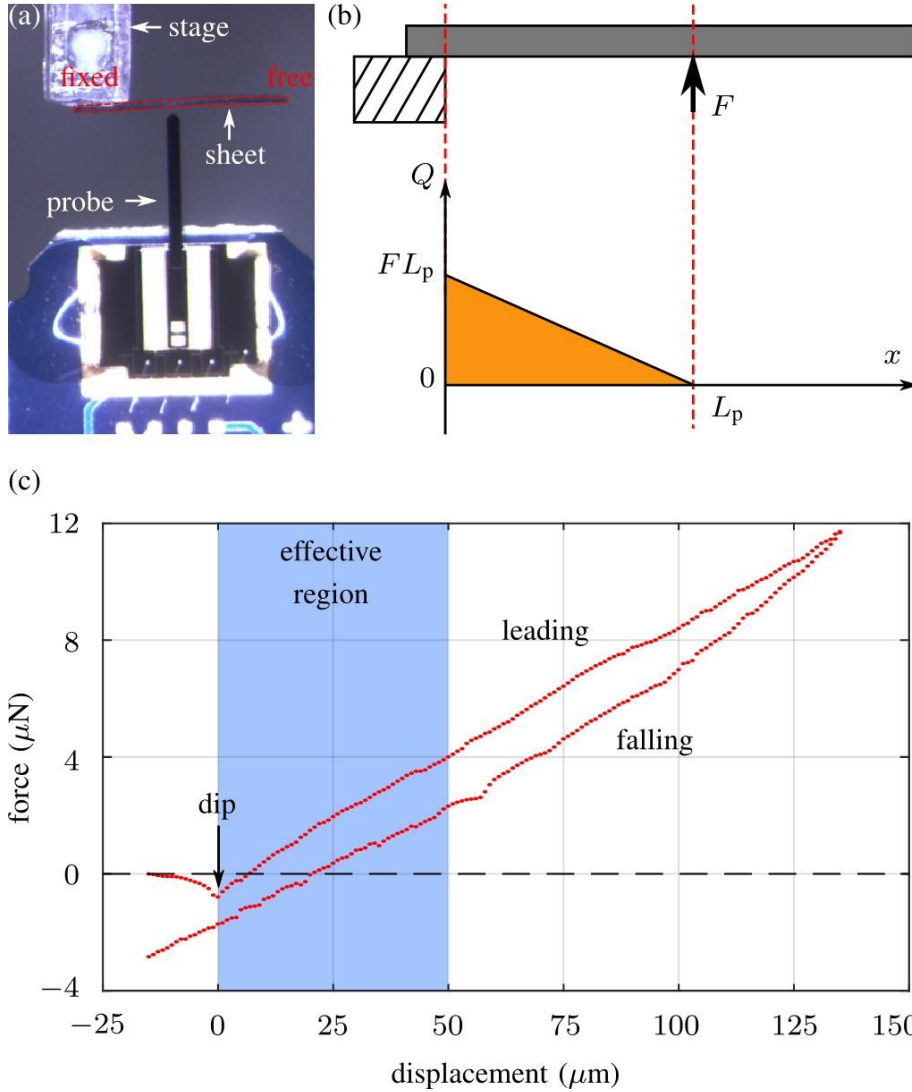 (a)
stage
fixed
free
sheet
probe
(b)
F
Q
FLₚ
0
x
Lₚ
(c)
12
8
4
0
−4
force (μN)
effective
region
leading
falling
dip
−25
0
25
50
75
100
125
150
displacement (μm)